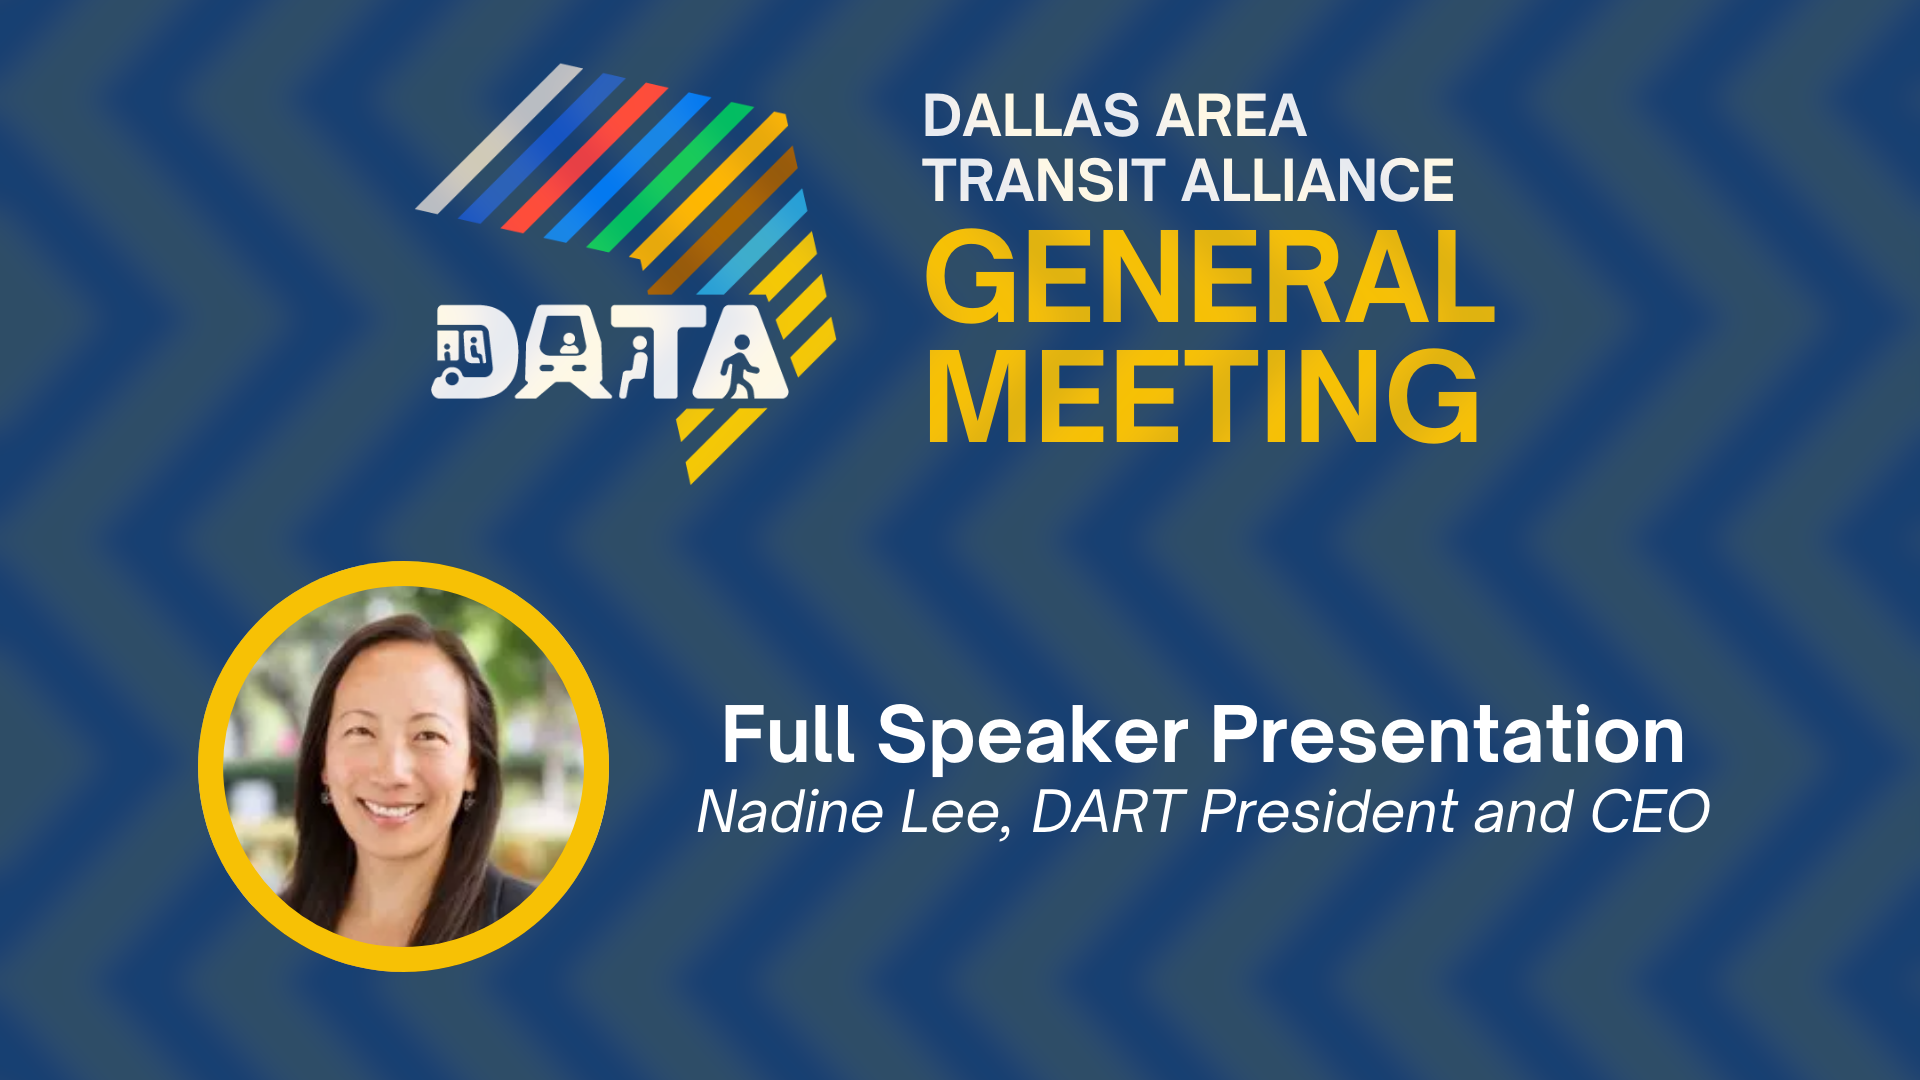 DATA
DALLAS AREA
TRANSIT ALLIANCE
GENERAL
MEETING
Full Speaker Presentation
Nadine Lee, DART President and CEO